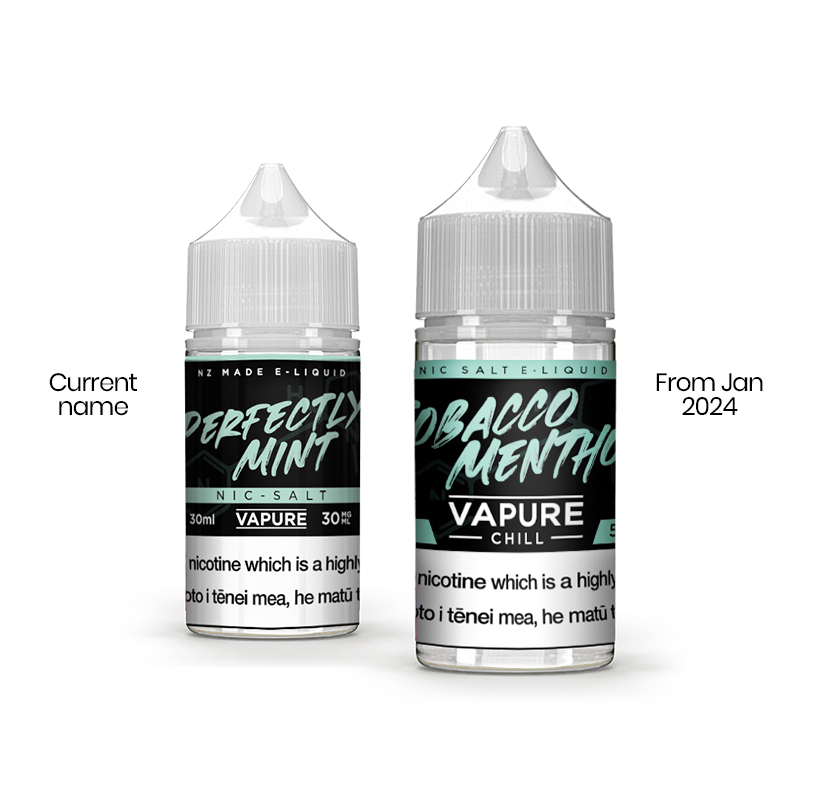 Current
name
NZ MADE E-LIQUID
PERFECTLY
MINT
NIC-SALT
30ml VAPURE 30 MG ML
nicotine which is a highly
oto i tēnei mea, he matū t
NIC SALT E-LIQUID
TOBACCO
MENTHO
VAPURE
CHILL
5
nicotine which is a highly
oto i tēnei mea, he matū t
From Jan
2024